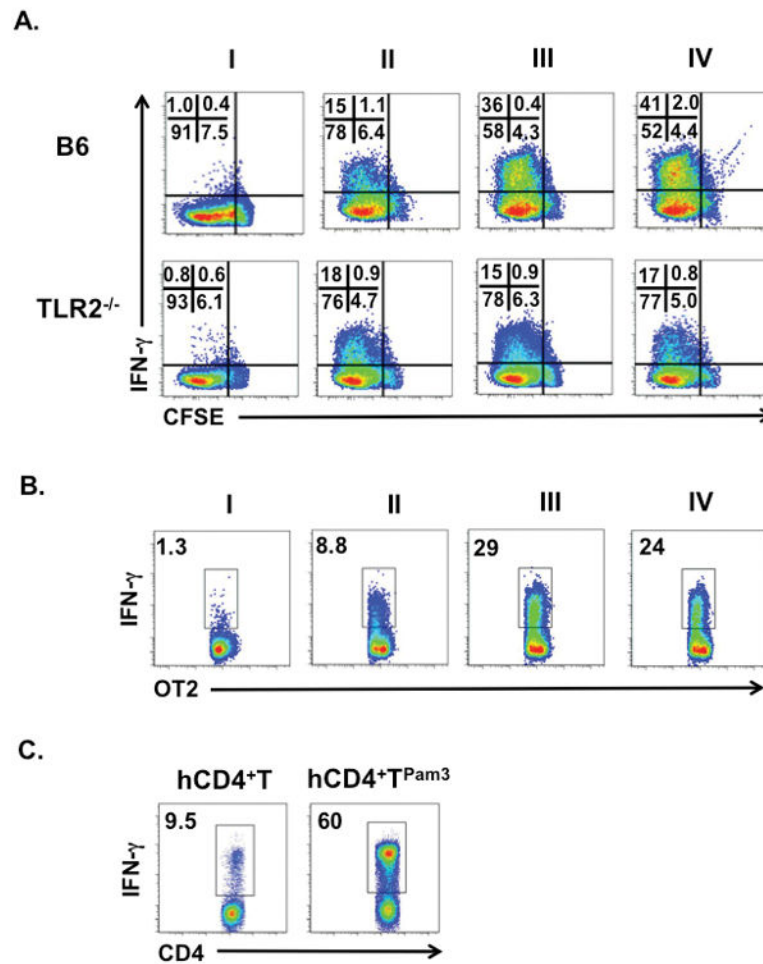 A.
I II III IV
B6
1.0 0.4 15 1.1 36 0.4 41 2.0
91 7.5 78 6.4 58 4.3 52 4.4
TLR2-/-
0.8 0.6 18 0.9 15 0.9 17 0.8
93 6.1 76 4.7 78 6.3 77 5.0
IFN-γ
CFSE
B.
I II III IV
1.3 8.8 29 24
IFN-γ
OT2
C.
hCD4+T hCD4+TPam3
9.5 60
IFN-γ
CD4